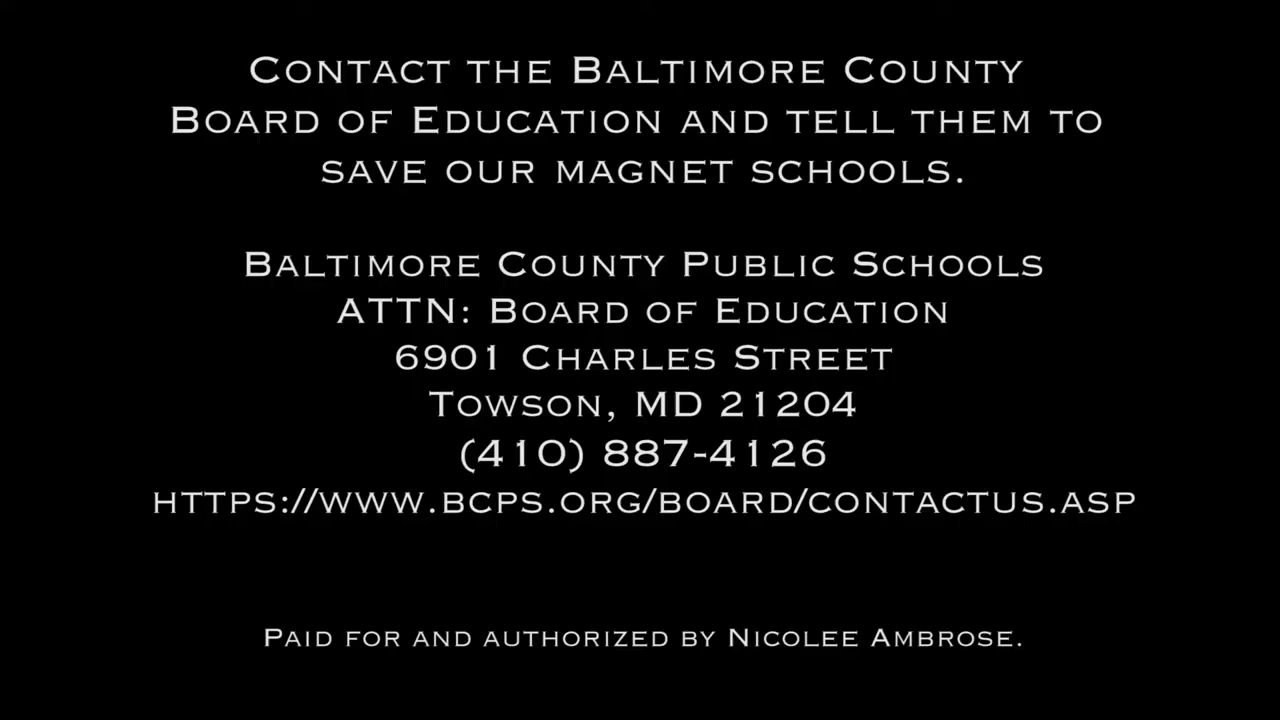 Contact the Baltimore County
Board of Education and tell them to
save our magnet schools.
Baltimore County Public Schools
ATTN: Board of Education
6901 Charles Street
Towson, MD 21204
(410) 887-4126
https://www.bcps.org/board/contactus.asp
Paid for and authorized by Nicolee Ambrose.